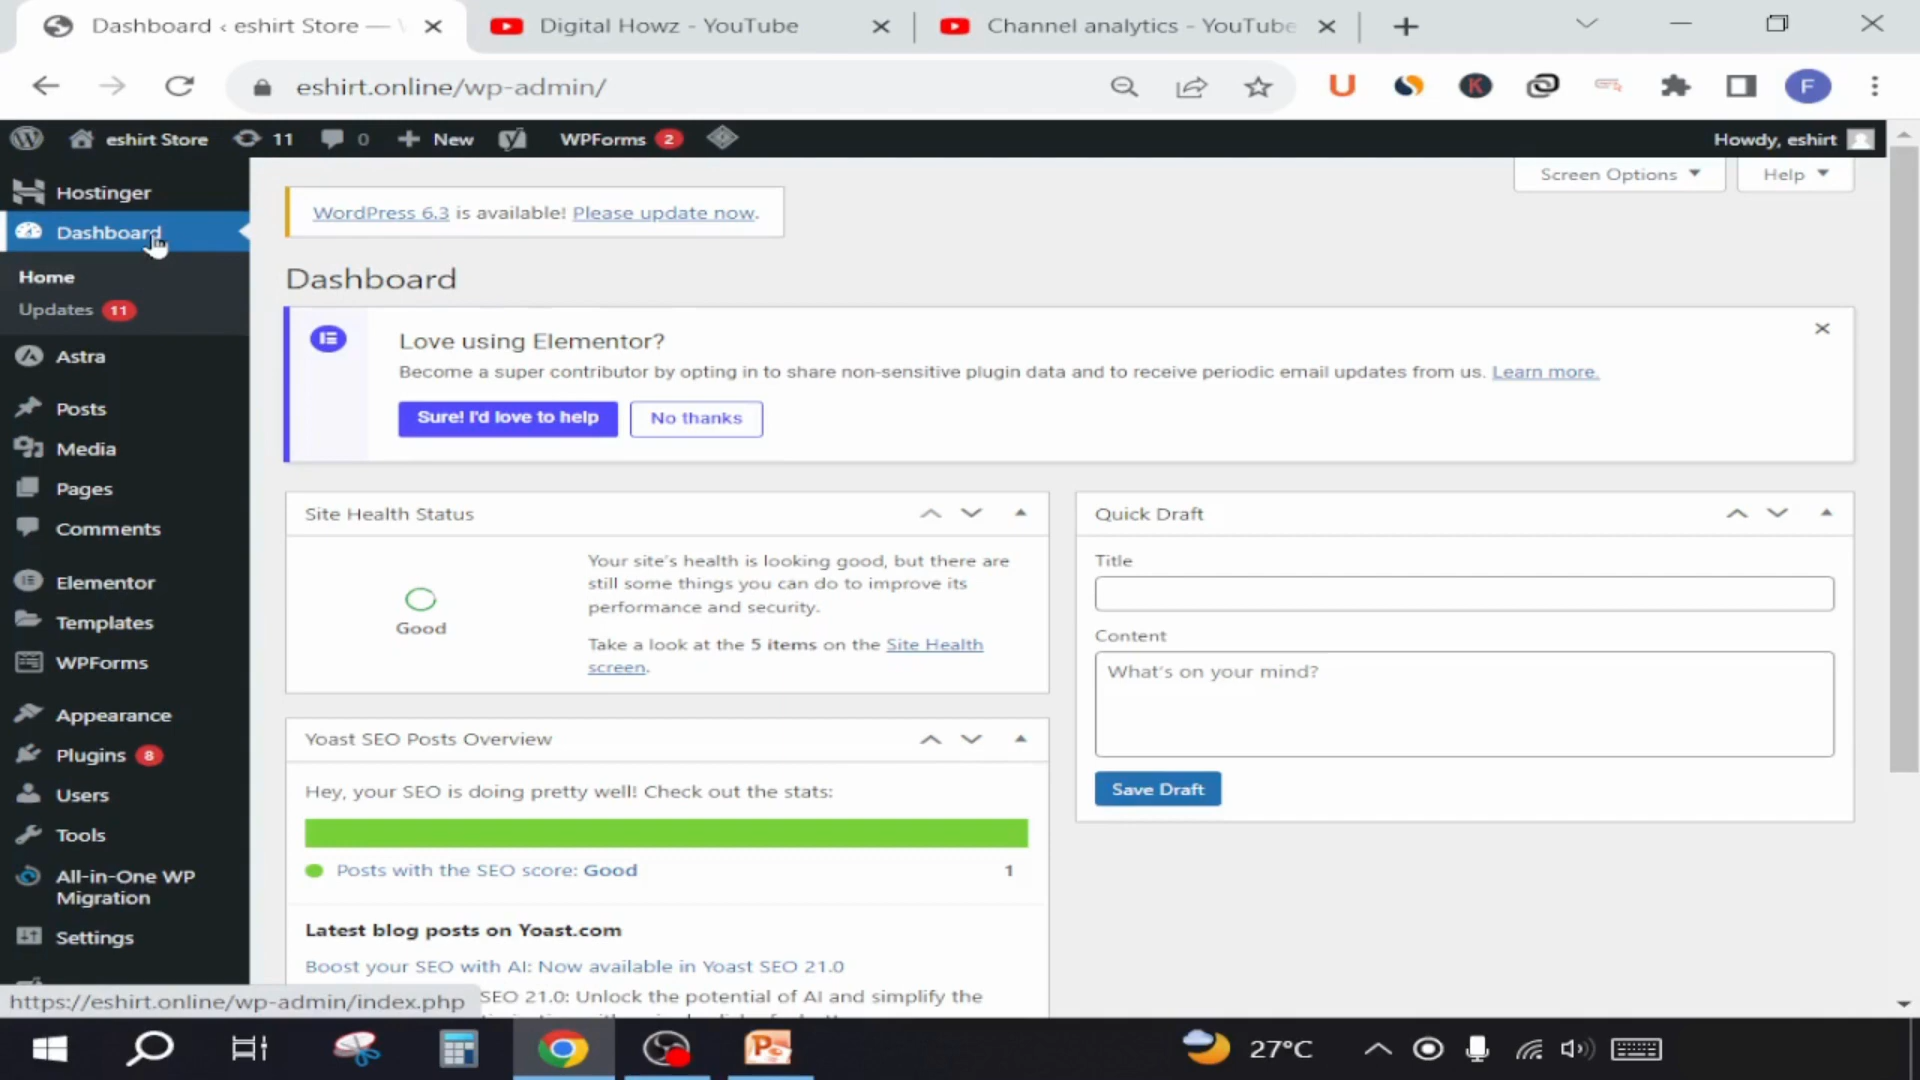 Dashboard ‹ eshirt Store —
Digital Howz - YouTube
Channel analytics - YouTube
eshirt.online/wp-admin/
U
K
F
eshirt Store
11
0
New
WPForms 2
Howdy, eshirt
Hostinger
Dashboard
Home
Updates 11
Astra
Posts
Media
Pages
Comments
Elementor
Templates
WPForms
Appearance
Plugins 8
Users
Tools
All-in-One WP
Migration
Settings
Screen Options
Help
WordPress 6.3 is available! Please update now.
Dashboard
Love using Elementor?
Become a super contributor by opting in to share non-sensitive plugin data and to receive periodic email updates from us. Learn more.
Sure! I'd love to help
No thanks
Site Health Status
Good
Your site's health is looking good, but there are
still some things you can do to improve its
performance and security.
Take a look at the 5 items on the Site Health
screen.
Yoast SEO Posts Overview
Hey, your SEO is doing pretty well! Check out the stats:
Posts with the SEO score: Good
1
Latest blog posts on Yoast.com
Boost your SEO with AI: Now available in Yoast SEO 21.0
SEO 21.0: Unlock the potential of AI and simplify the
Quick Draft
Title
Content
What's on your mind?
Save Draft
https://eshirt.online/wp-admin/index.php
27°C